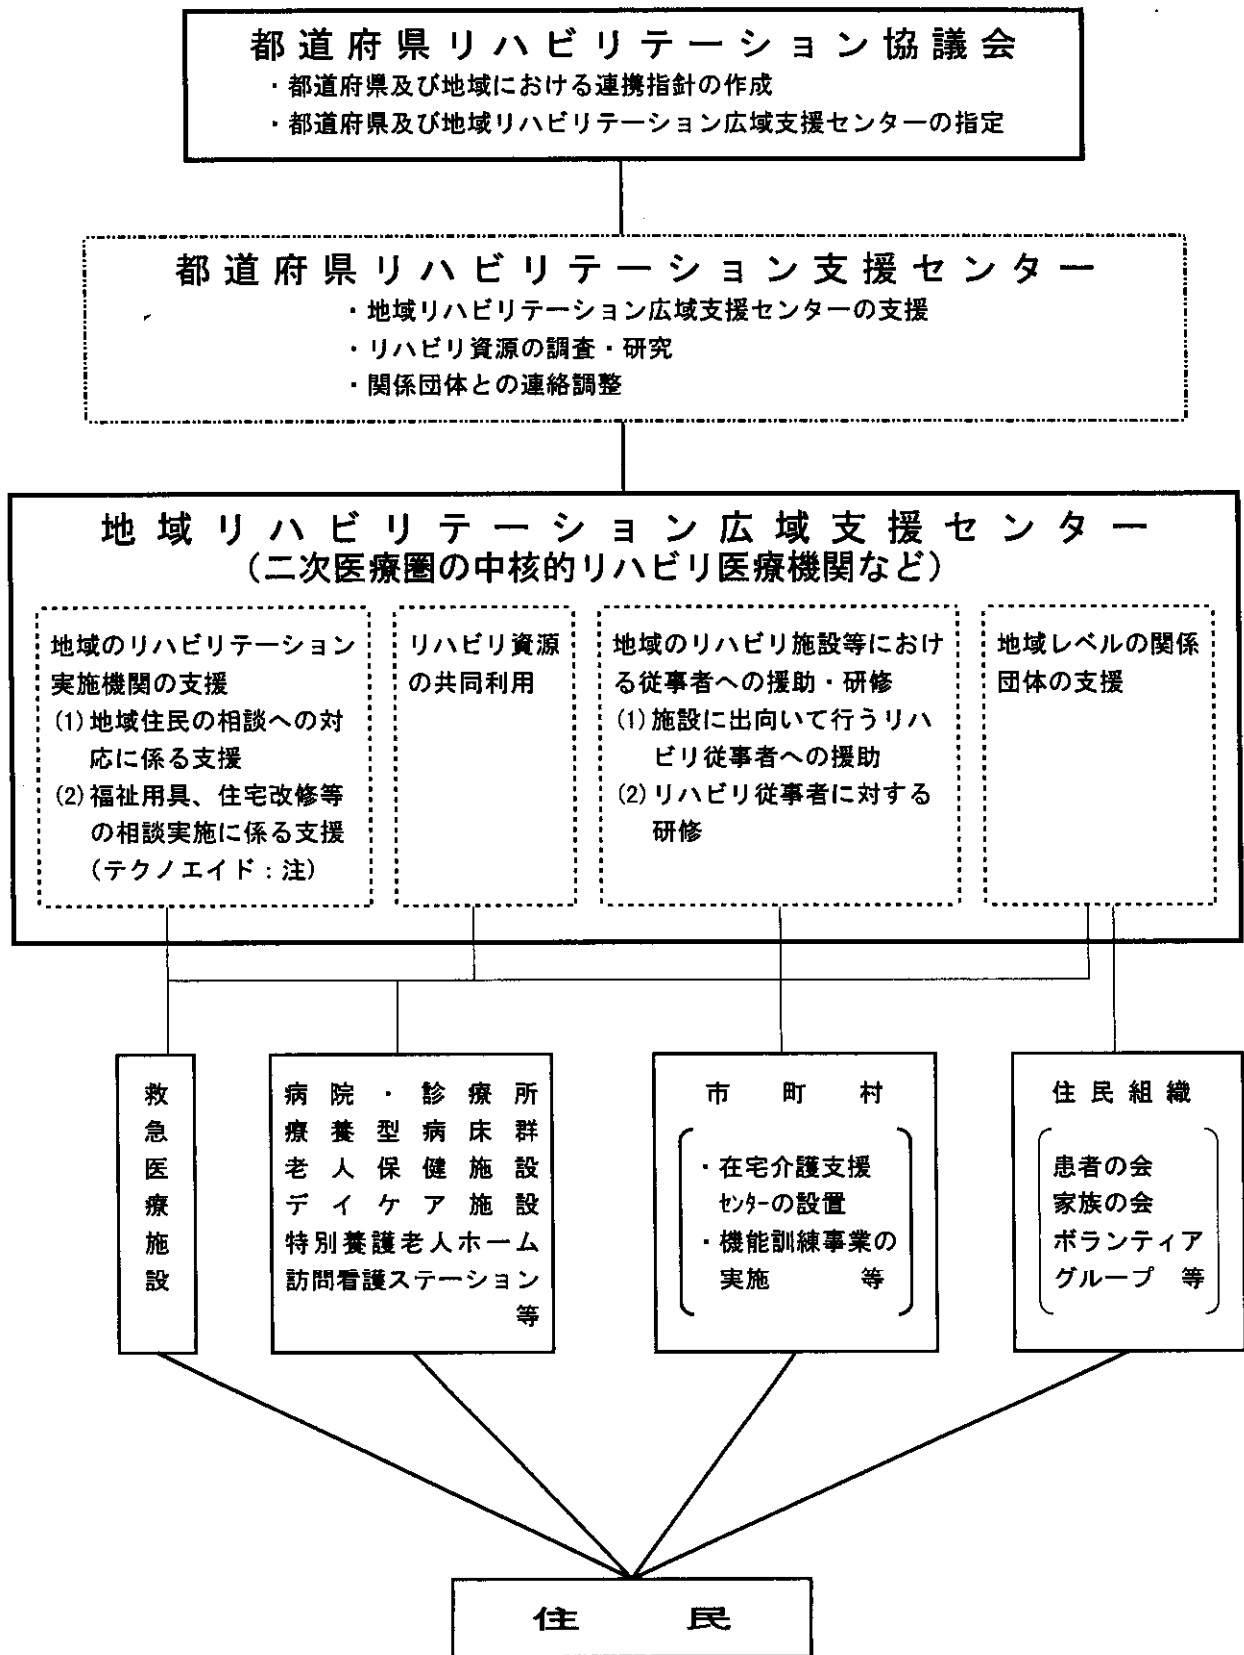 都道府県リハビリテーション協議会
・都道府県及び地域における連携指針の作成
・都道府県及び地域リハビリテーション広域支援センターの指定
都道府県リハビリテーション支援センター
・地域リハビリテーション広域支援センターの支援
・リハビリ資源の調査・研究
・関係団体との連絡調整
地域リハビリテーション広域支援センター
(二次医療圏の中核的リハビリ医療機関など)
地域のリハビリテーション
実施機関の支援
(1)地域住民の相談への対
応に係る支援
(2)福祉用具、住宅改修等
の相談実施に係る支援
(テクノエイド:注)
リハビリ資源
の共同利用
地域のリハビリ施設等におけ
る従事者への援助・研修
(1)施設に出向いて行うリハ
ビリ従事者への援助
(2)リハビリ従事者に対する
研修
地域レベルの関係
団体の支援
救急医療施設
病院・診療所
療養型病床群
老人保健施設
デイケア施設
特別養護老人ホーム
訪問看護ステーション
等
市町村
・在宅介護支援
センターの設置
・機能訓練事業の
実施 等
住民組織
患者の会
家族の会
ボランティア
グループ 等
住民